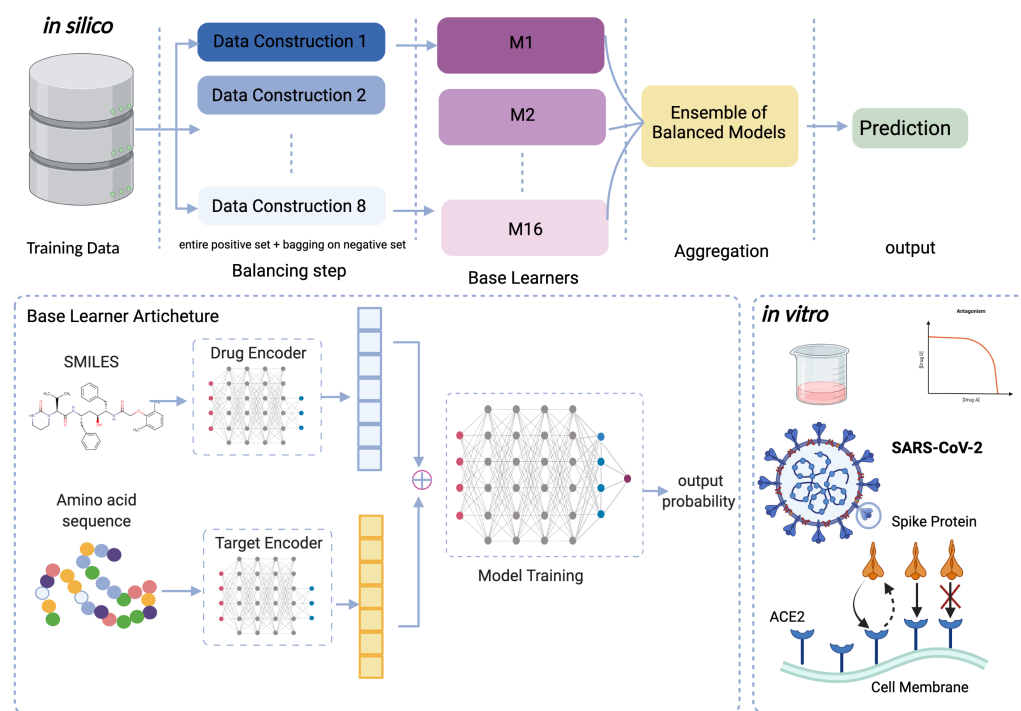 in silico
Data Construction 1
M1
Data Construction 2
M2
Ensemble of
Balanced Models
Prediction
Data Construction 8
M16
Training Data
entire positive set + bagging on negative set
Balancing step
Base Learners
Aggregation
output
Base Learner Articheture
SMILES
Drug Encoder
Amino acid
sequence
Target Encoder
Model Training
output
probability
in vitro
Antagonism
[Drug D]
[Drug A]
SARS-CoV-2
Spike Protein
ACE2
Cell Membrane